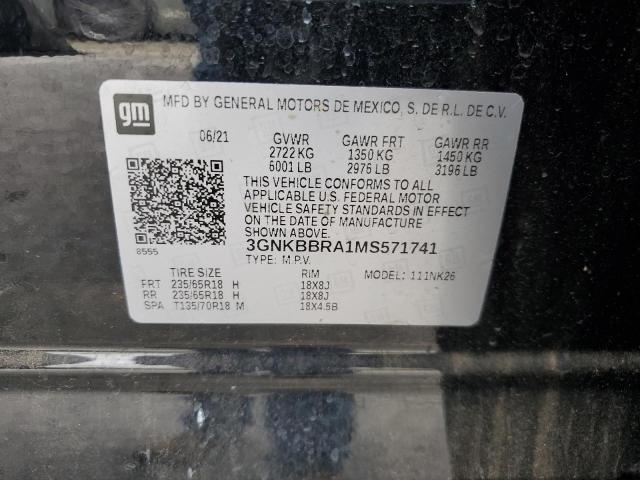 gm MFD BY GENERAL MOTORS DE MEXICO, S. DE R.L. DE C.V.
06/21 GVWR GAWR FRT GAWR RR
2722 KG 1350 KG 1450 KG
6001 LB 2976 LB 3196 LB
THIS VEHICLE CONFORMS TO ALL
APPLICABLE U.S. FEDERAL MOTOR
VEHICLE SAFETY STANDARDS IN
EFFECT ON THE DATE OF MANUFACTURE
SHOWN ABOVE.
8555 3GNKBBRA1MS571741
TYPE: M.P.V.
TIRE SIZE RIM MODEL: 111NK26
FRT 235/65R18 H 18X8J
RR 235/65R18 H 18X8J
SPA T135/70R18 M 18X4.5B